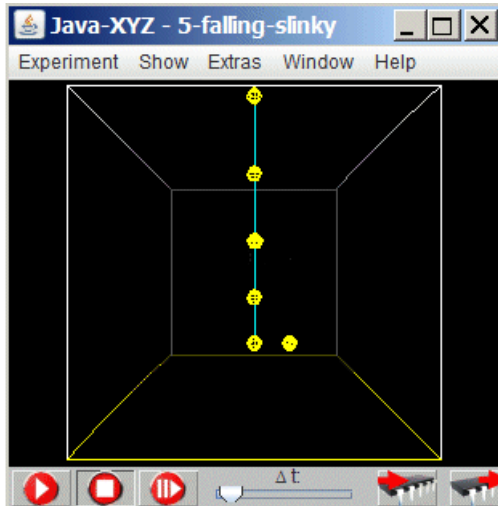 Java-XYZ - 5-falling-slinky
Experiment Show Extras Window Help
Δt: